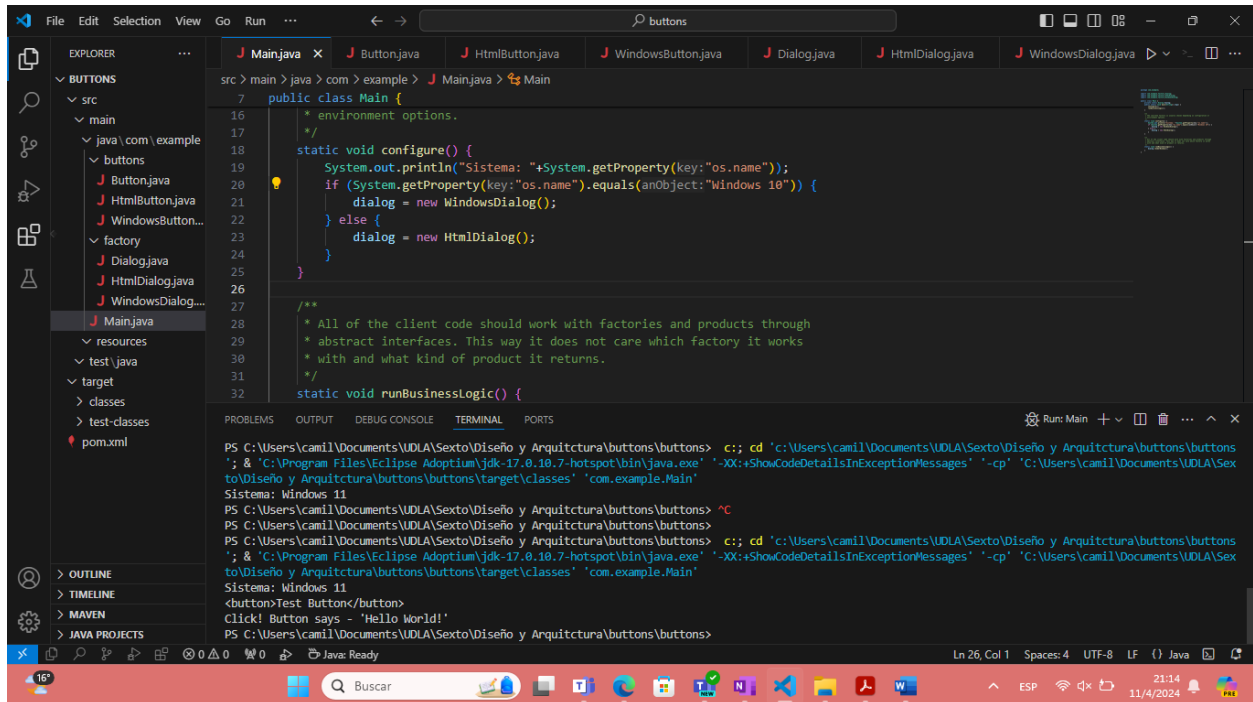 File Edit Selection View Go Run ··· buttons
EXPLORER ···
BUTTONS
src
main
java\com\example
buttons
Button.java
HtmlButton.java
WindowsButton...
factory
Dialog.java
HtmlDialog.java
WindowsDialog....
Main.java
resources
test\java
target
classes
test-classes
pom.xml
OUTLINE
TIMELINE
MAVEN
JAVA PROJECTS
Main.java Button.java HtmlButton.java WindowsButton.java Dialog.java HtmlDialog.java WindowsDialog.java
src > main > java > com > example > Main.java > Main
7 public class Main {
16 * environment options.
17 */
18 static void configure() {
19 System.out.println("Sistema: "+System.getProperty(key:"os.name"));
20 if (System.getProperty(key:"os.name").equals(anObject:"Windows 10")) {
21 dialog = new WindowsDialog();
22 } else {
23 dialog = new HtmlDialog();
24 }
25 }
26
27 /**
28 * All of the client code should work with factories and products through
29 * abstract interfaces. This way it does not care which factory it works
30 * with and what kind of product it returns.
31 */
32 static void runBusinessLogic() {
PROBLEMS OUTPUT DEBUG CONSOLE TERMINAL PORTS Run: Main
PS C:\Users\camil\Documents\UDLA\Sexto\Diseño y Arquitctura\buttons\buttons> c:; cd 'c:\Users\camil\Documents\UDLA\Sexto\Diseño y Arquitctura\buttons\buttons
'; & 'C:\Program Files\Eclipse Adoptium\jdk-17.0.10.7-hotspot\bin\java.exe' '-XX:+ShowCodeDetailsInExceptionMessages' '-cp' 'C:\Users\camil\Documents\UDLA\Sex
to\Diseño y Arquitctura\buttons\buttons\target\classes' 'com.example.Main'
Sistema: Windows 11
PS C:\Users\camil\Documents\UDLA\Sexto\Diseño y Arquitctura\buttons\buttons> ^C
PS C:\Users\camil\Documents\UDLA\Sexto\Diseño y Arquitctura\buttons\buttons>
PS C:\Users\camil\Documents\UDLA\Sexto\Diseño y Arquitctura\buttons\buttons> c:; cd 'c:\Users\camil\Documents\UDLA\Sexto\Diseño y Arquitctura\buttons\buttons
'; & 'C:\Program Files\Eclipse Adoptium\jdk-17.0.10.7-hotspot\bin\java.exe' '-XX:+ShowCodeDetailsInExceptionMessages' '-cp' 'C:\Users\camil\Documents\UDLA\Sex
to\Diseño y Arquitctura\buttons\buttons\target\classes' 'com.example.Main'
Sistema: Windows 11
<button>Test Button</button>
Click! Button says - 'Hello World!'
PS C:\Users\camil\Documents\UDLA\Sexto\Diseño y Arquitctura\buttons\buttons>
0 0 0 Java: Ready Ln 26, Col 1 Spaces: 4 UTF-8 LF {} Java
16° Buscar ESP 21:14
11/4/2024
NEW PRE